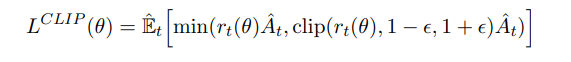 L^{CLIP}(θ) = Ê_t [ min(r_t(θ)Â_t, clip(r_t(θ), 1 − ϵ, 1 + ϵ)Â_t) ]